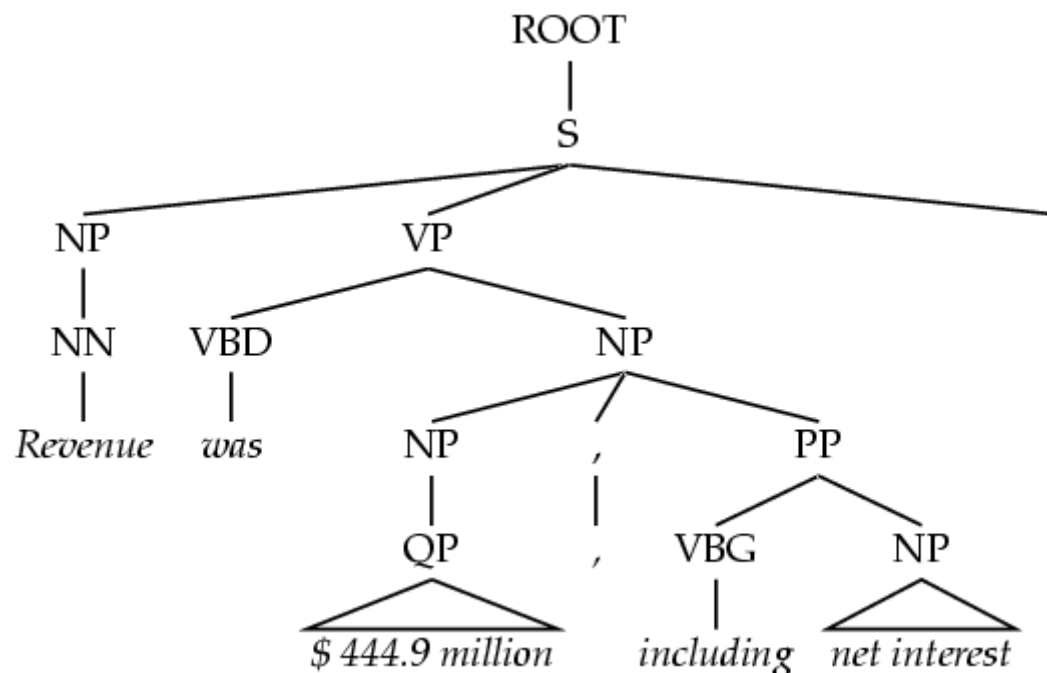 ROOT
S
NP VP
NN VBD NP
Revenue was NP , PP
QP , VBG NP
$ 444.9 million including net interest